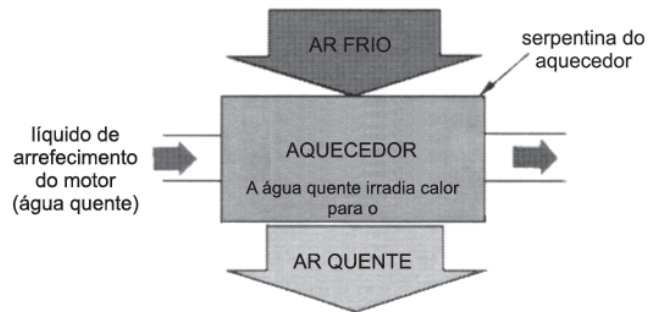 AR FRIO
serpentina do
aquecedor
líquido de
arrefecimento
do motor
(água quente)
AQUECEDOR
A água quente irradia calor
para o
AR QUENTE